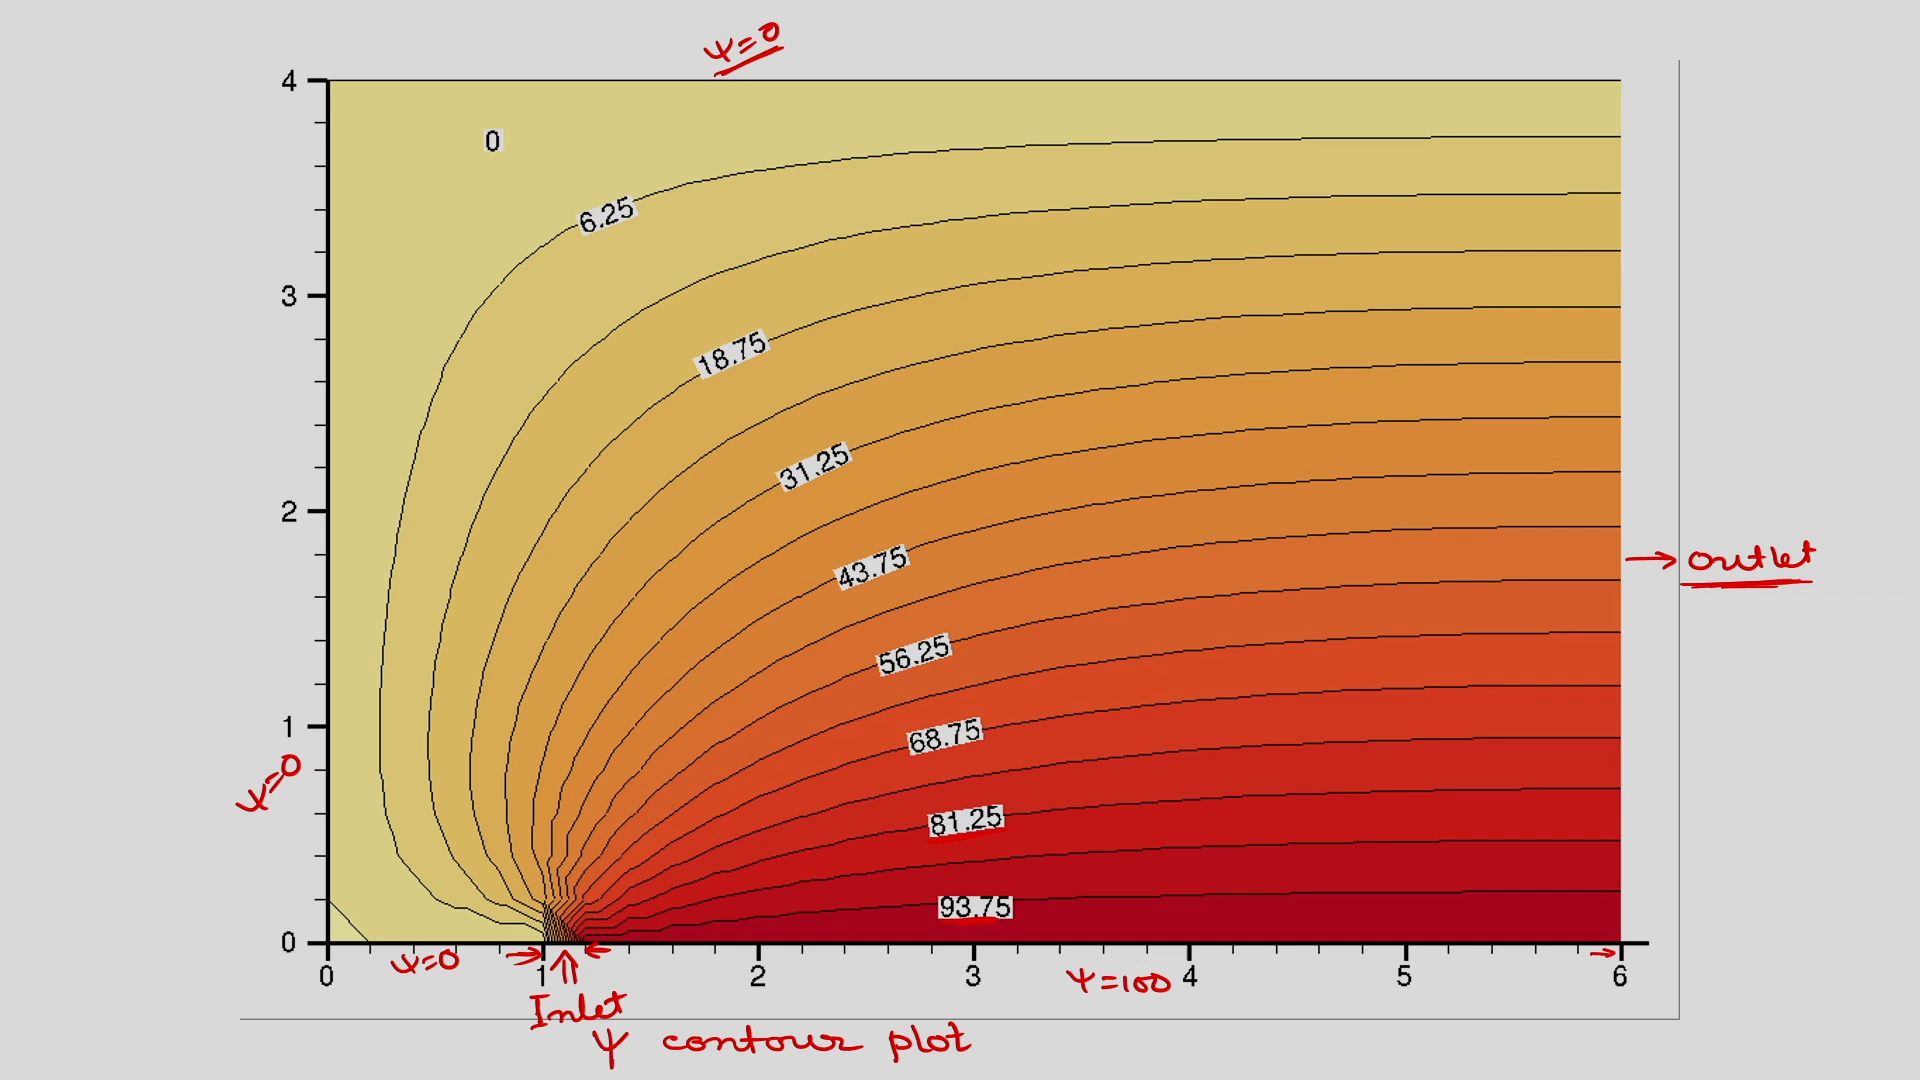 ψ=0
4
0
6.25
3
18.75
31.25
2
43.75
outlet
56.25
1
68.75
ψ=0
81.25
93.75
0
ψ=0
0 1 2 3 4 5 6
ψ=100
Inlet
ψ contour plot